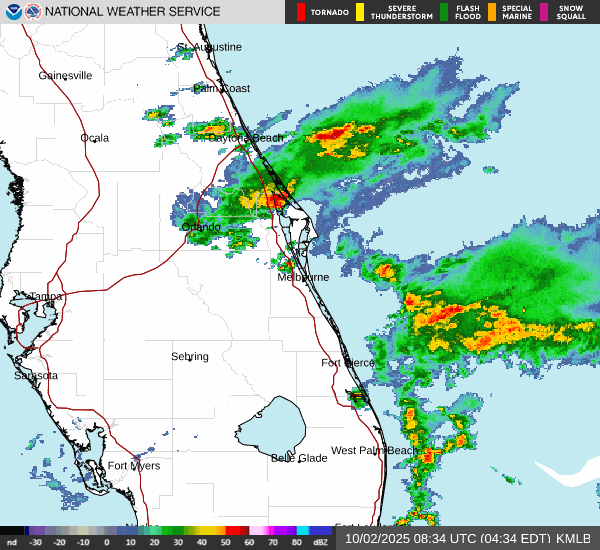 NATIONAL WEATHER SERVICE
TORNADO
SEVERE THUNDERSTORM
FLASH FLOOD
SPECIAL MARINE
SNOW SQUALL
St. Augustine
Gainesville
Palm Coast
Ocala
Daytona Beach
Orlando
Melbourne
Tampa
Sebring
Fort Pierce
Sarasota
West Palm Beach
Belle Glade
Fort Myers
nd -30 -20 -10 0 10 20 30 40 50 60 70 80 dBZ
10/02/2025 08:34 UTC (04:34 EDT) KMLB